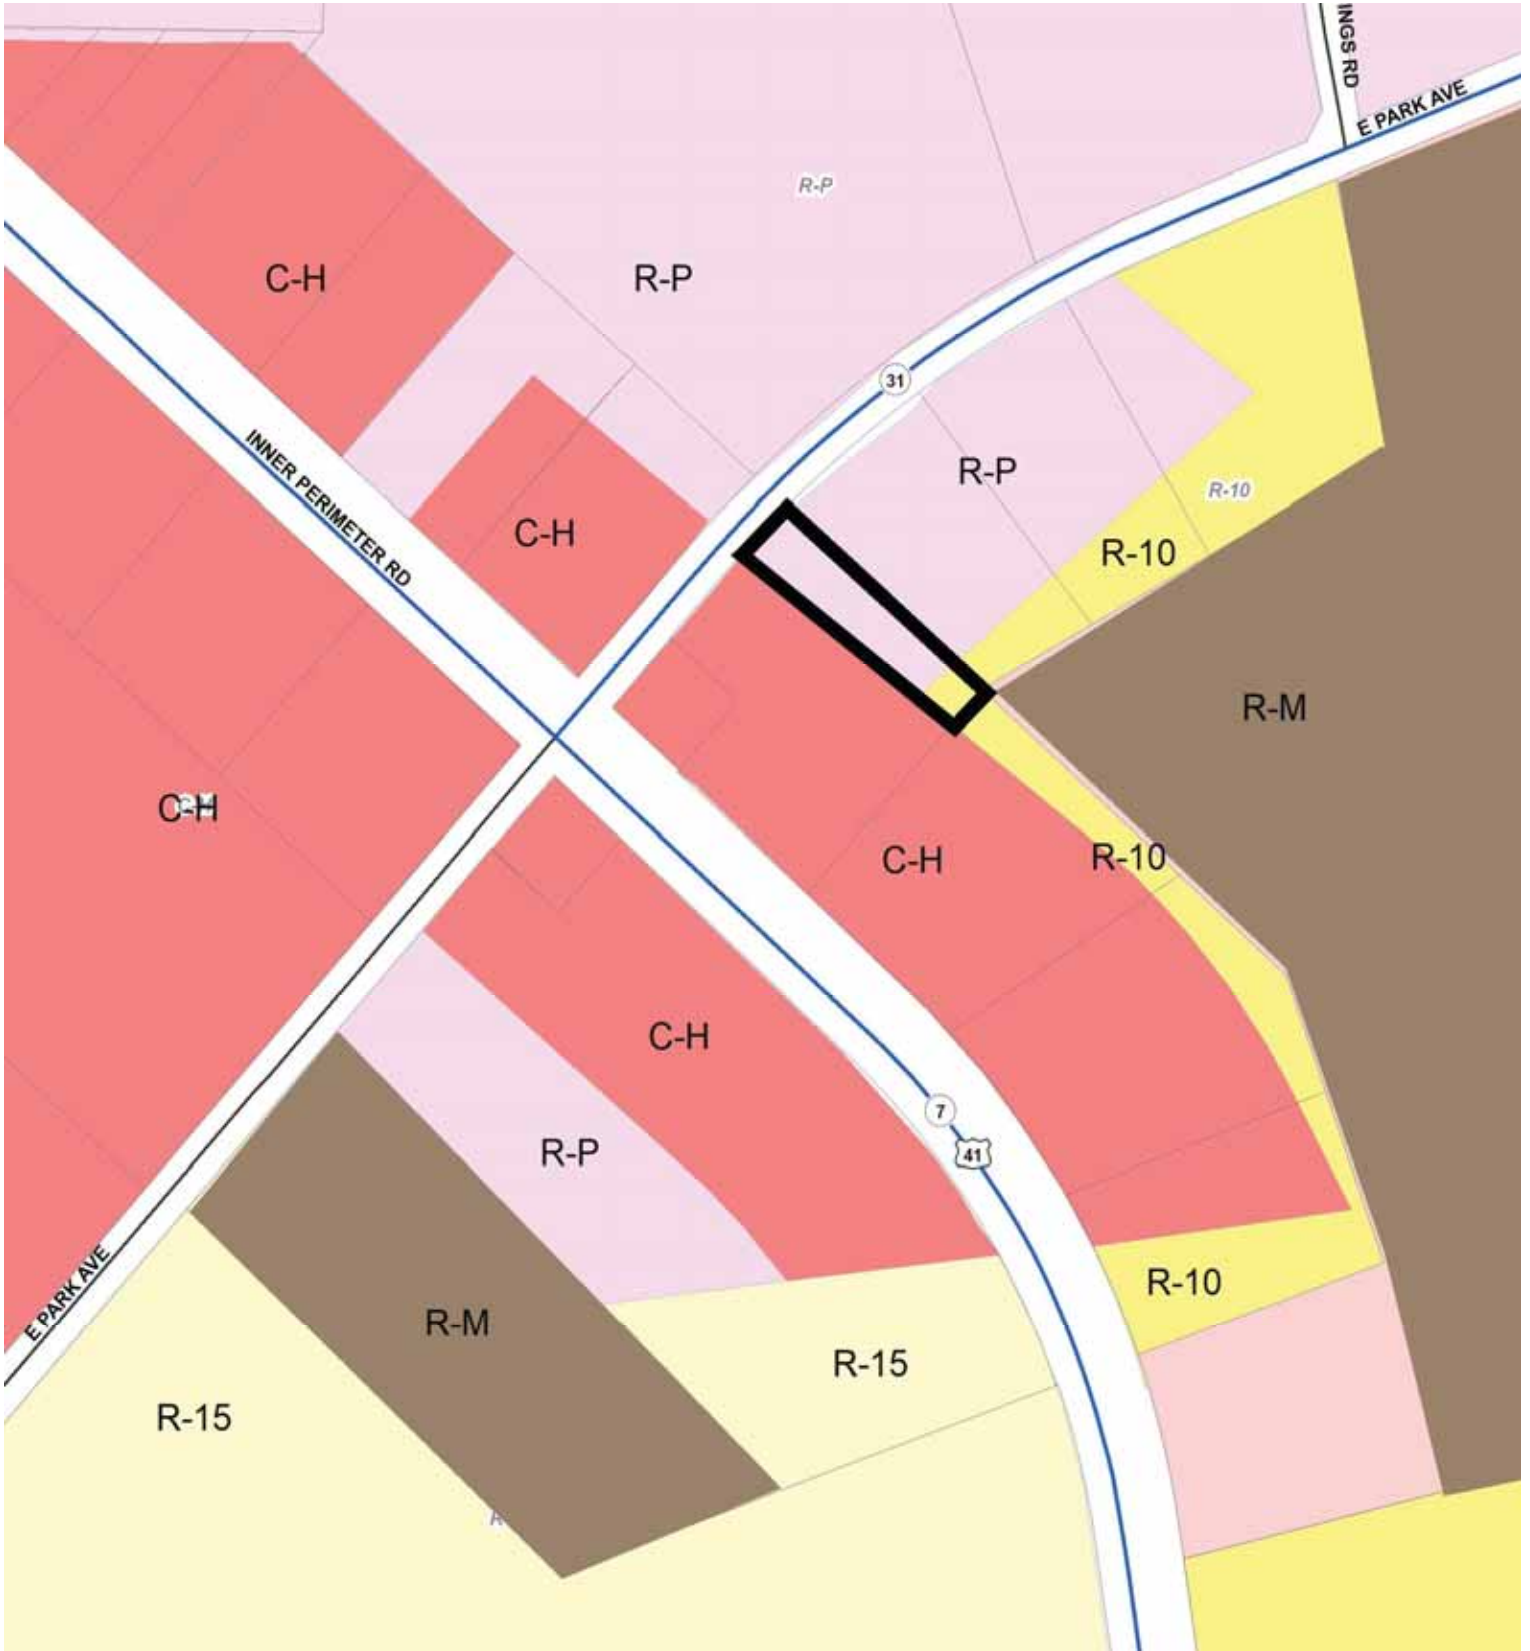 INGS RD
E PARK AVE
R-P
C-H
R-P
31
INNER PERIMETER RD
R-P
R-10
C-H
R-10
R-M
C-H
R-10
C-H
C-H
7
41
R-P
E PARK AVE
R-10
R-M
R-15
R-15
R